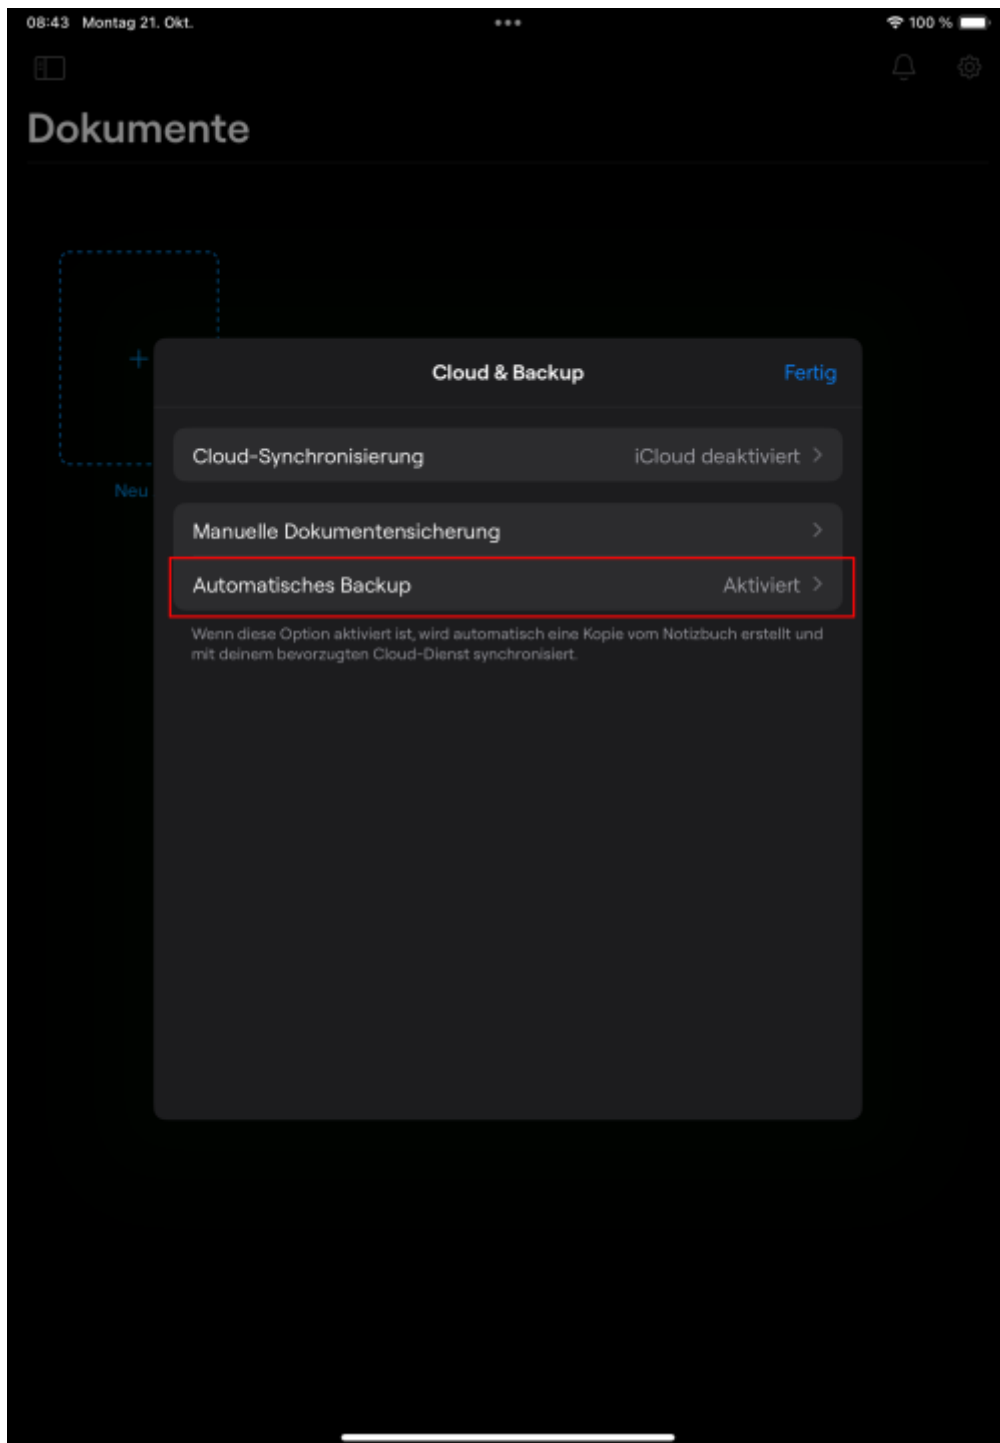 08:43 Montag 21. Okt.
100 %
Dokumente
Neu
Cloud & Backup
Fertig
Cloud-Synchronisierung
iCloud deaktiviert
Manuelle Dokumentensicherung
Automatisches Backup
Aktiviert
Wenn diese Option aktiviert ist, wird automatisch eine Kopie vom Notizbuch erstellt und
mit deinem bevorzugten Cloud-Dienst synchronisiert.